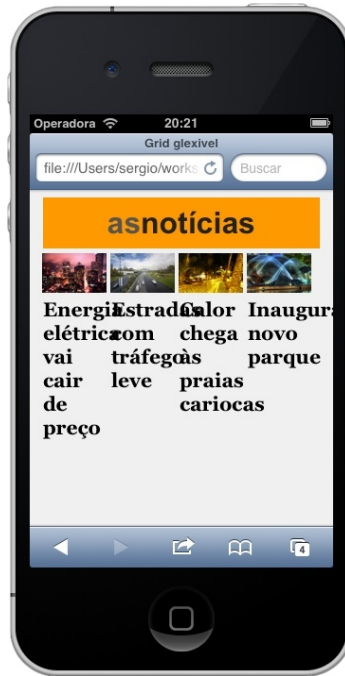 Operadora 20:21
Grid glexivel
file:///Users/sergio/works
Buscar
asnotícias
Energia elétrica vai cair de preço
Estradas com tráfego leve
Calor chega às praias cariocas
Inaugura novo parque
4